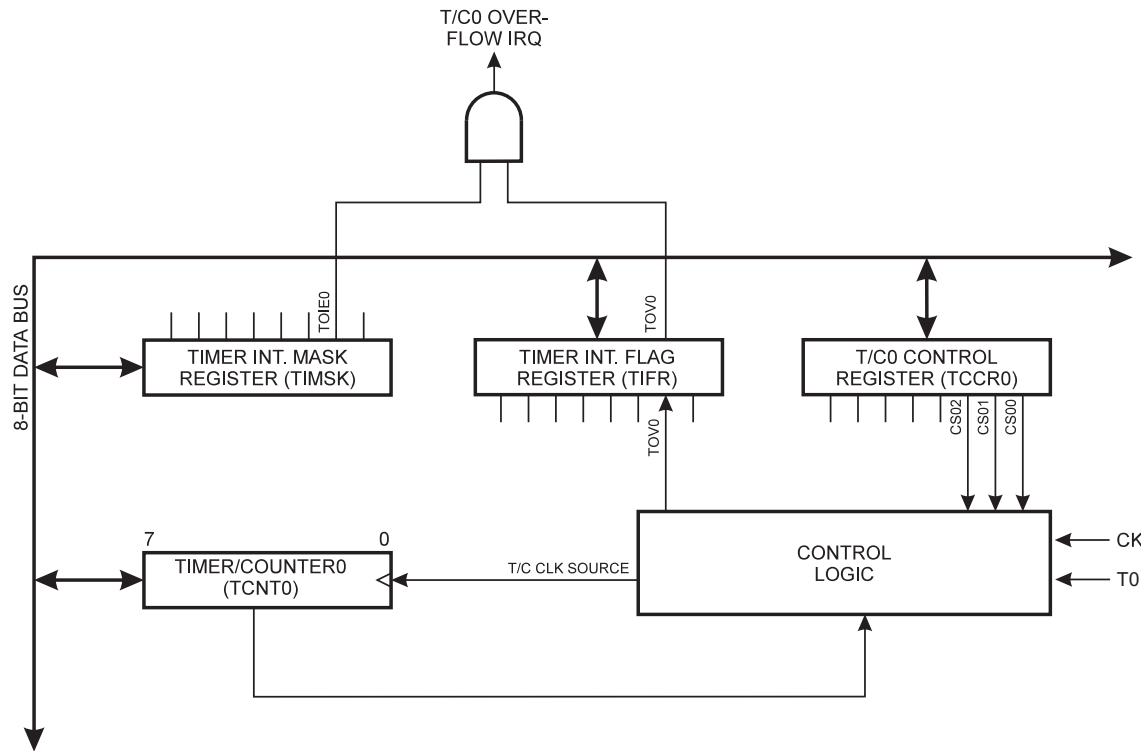 T/C0 OVER-
FLOW IRQ
8-BIT DATA BUS
TOIE0
TOV0
TIMER INT. MASK
REGISTER (TIMSK)
TIMER INT. FLAG
REGISTER (TIFR)
T/C0 CONTROL
REGISTER (TCCR0)
TOV0
CS02
CS01
CS00
7
0
TIMER/COUNTER0
(TCNT0)
T/C CLK SOURCE
CONTROL
LOGIC
CK
T0